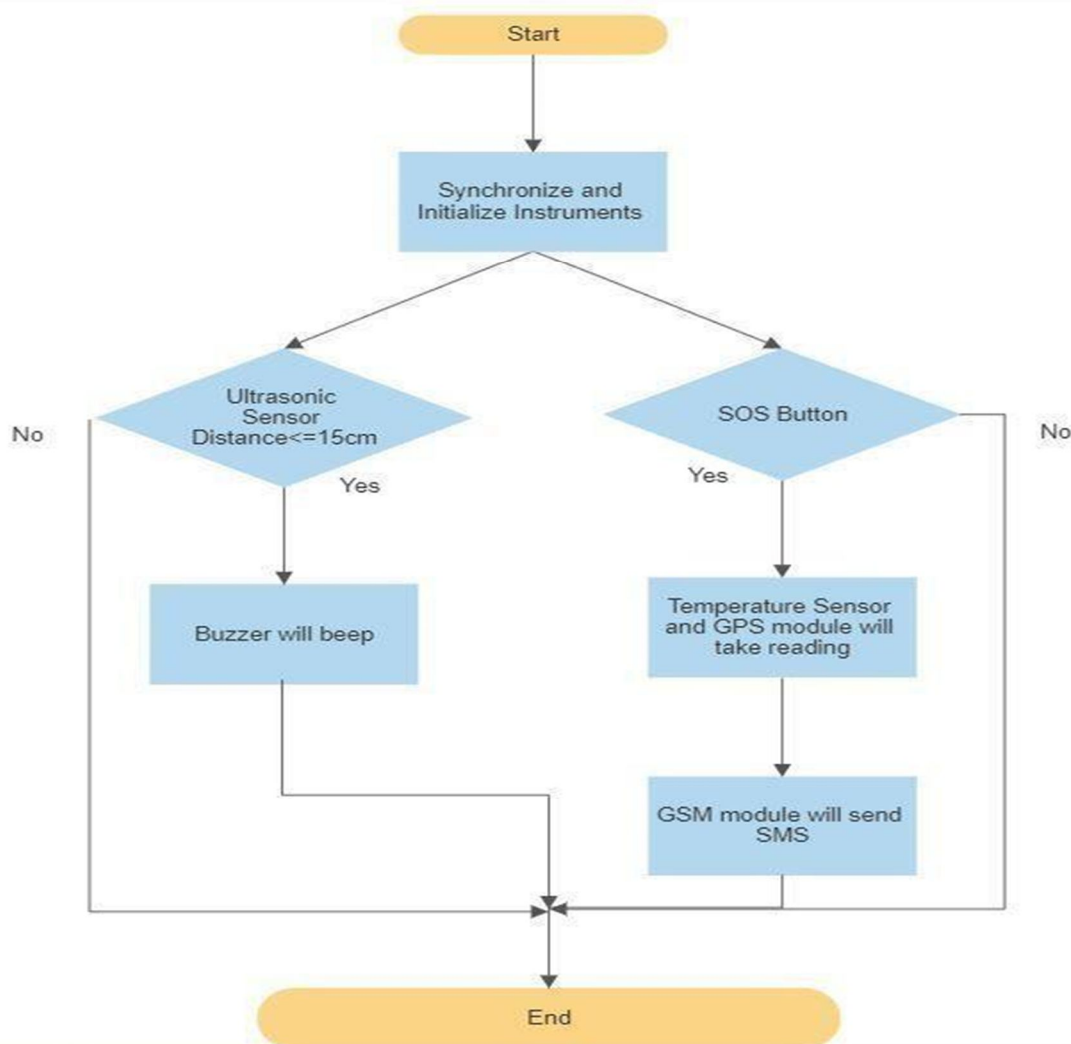 Start
Synchronize and
Initialize Instruments
Ultrasonic
Sensor
Distance<=15cm
SOS Button
No
No
Yes
Yes
Buzzer will beep
Temperature Sensor
and GPS module will
take reading
GSM module will send
SMS
End